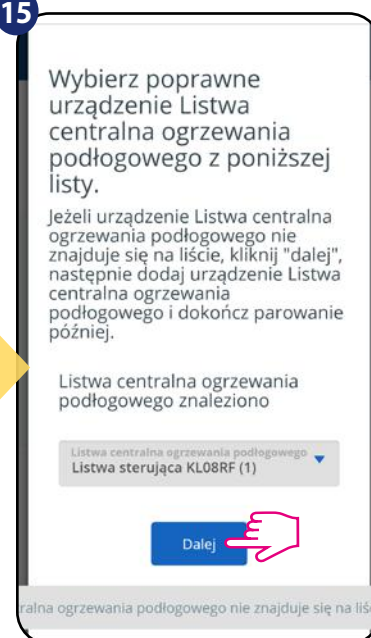 15
Wybierz poprawne
urządzenie Listwa
centralna ogrzewania
podłogowego z poniższej
listy.
Jeżeli urządzenie Listwa centralna
ogrzewania podłogowego nie
znajduje się na liście, kliknij "dalej",
następnie dodaj urządzenie Listwa
centralna ogrzewania
podłogowego i dokończ parowanie
później.
Listwa centralna ogrzewania
podłogowego znaleziono
Listwa centralna ogrzewania podłogowego
Listwa sterująca KL08RF (1)
Dalej
ogrzewania podłogowego nie znajduje się na